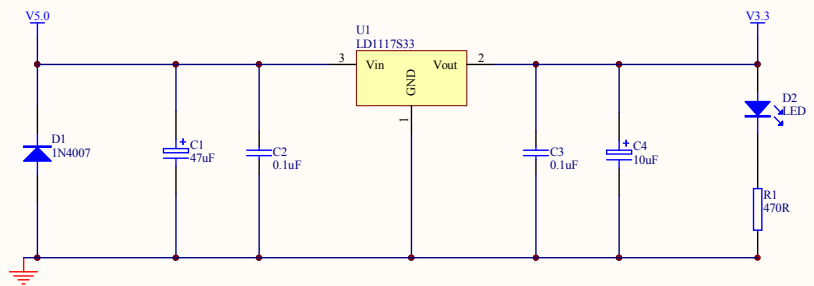 V5.0
V3.3
U1
LD1117S33
3
Vin
Vout
2
GND
1
D1
1N4007
+
C1
47uF
C2
0.1uF
C3
0.1uF
+
C4
10uF
D2
LED
R1
470R